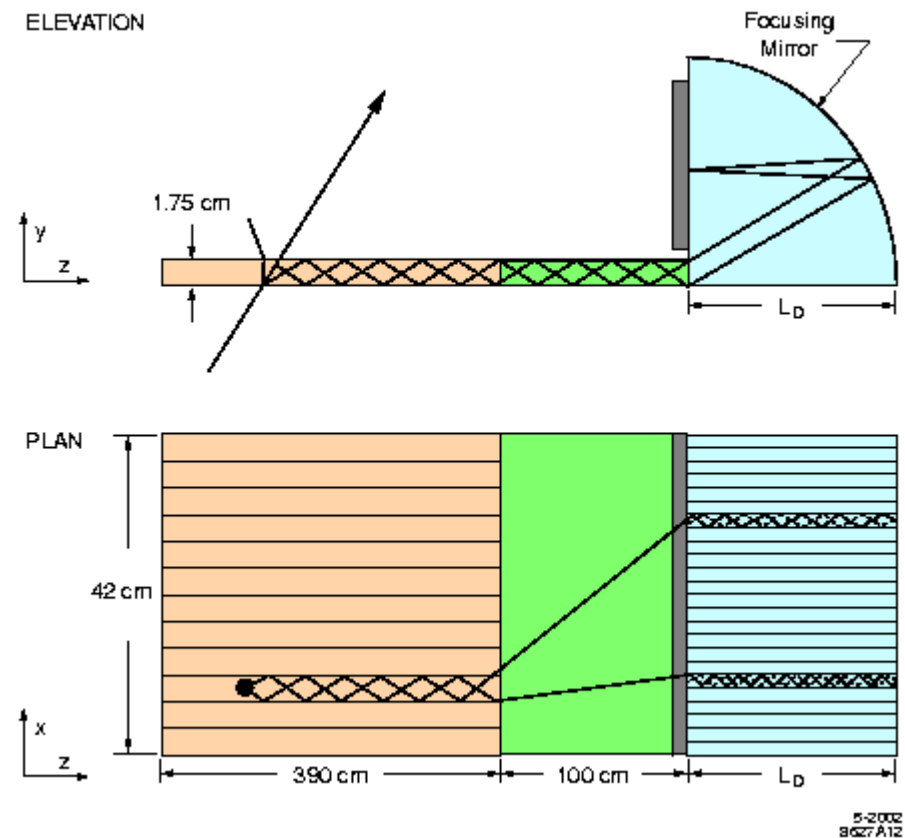 ELEVATION
Focusing
Mirror
1.75 cm
y
z
L_D
PLAN
42 cm
x
z
390 cm
100 cm
L_D
5-2002
8627A12